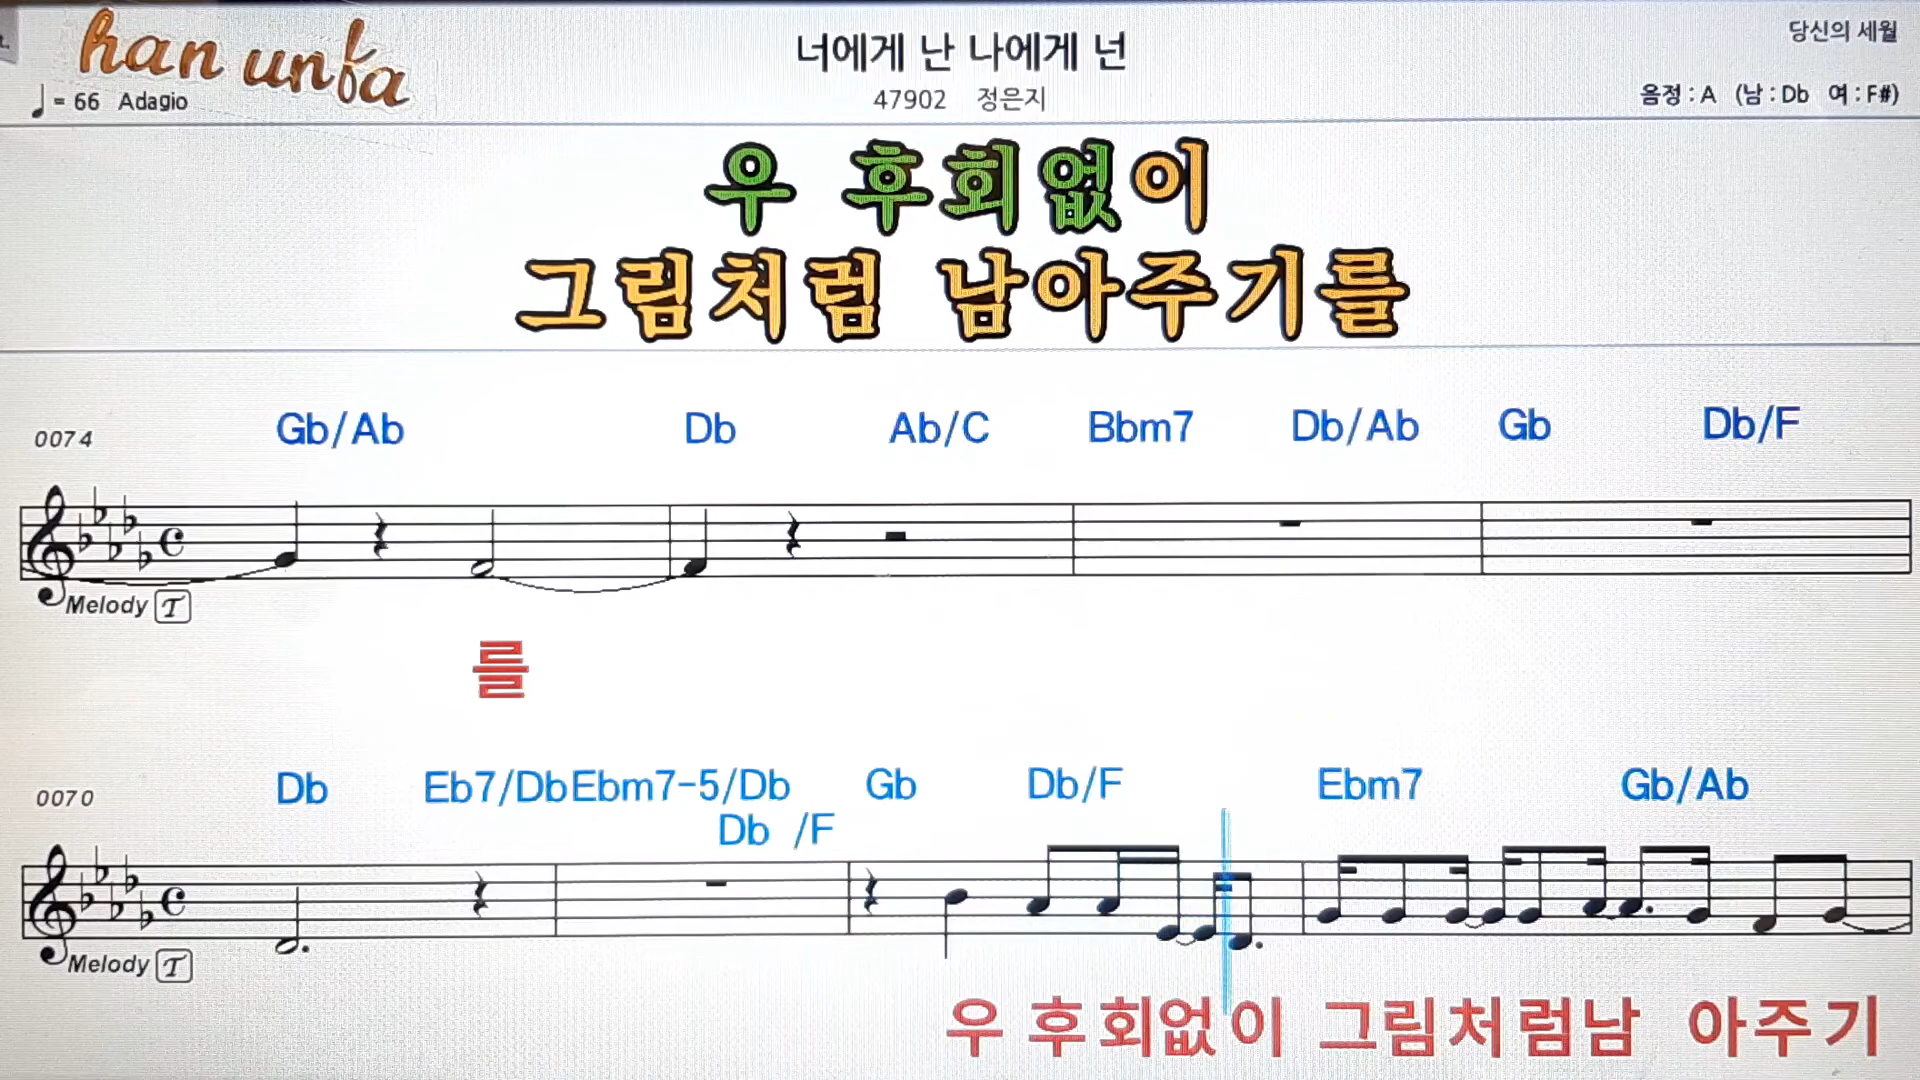 han unfa
너에게 난 나에게 넌
당신의 세월
♩= 66 Adagio
47902 정은지
음정 : A (남 : Db 여 : F#)
우 후회없이
그림처럼 남아주기를
0074 Gb/Ab Db Ab/C Bbm7 Db/Ab Gb Db/F
Melody T
를
0070 Db Eb7/Db Ebm7-5/Db Gb Db/F Ebm7 Gb/Ab
Db /F
Melody T
우 후회없이 그림처럼남 아주기